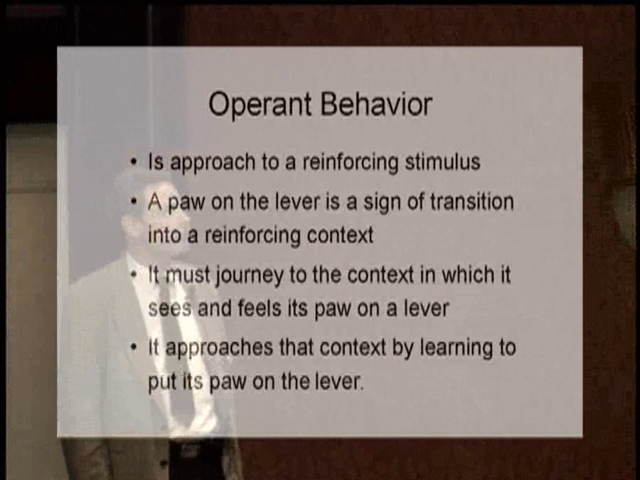 Operant Behavior
• Is approach to a reinforcing stimulus
• A paw on the lever is a sign of transition
into a reinforcing context
• It must journey to the context in which it
sees and feels its paw on a lever
• It approaches that context by learning to
put its paw on the lever.